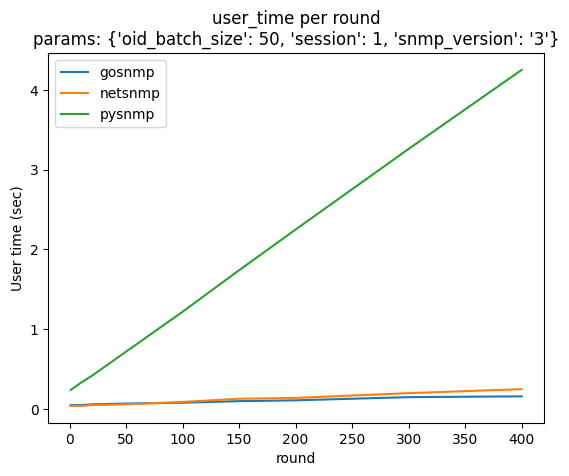 user_time per round
params: {'oid_batch_size': 50, 'session': 1, 'snmp_version': '3'}
gosnmp
netsnmp
pysnmp
User time (sec)
4
3
2
1
0
0 50 100 150 200 250 300 350 400
round